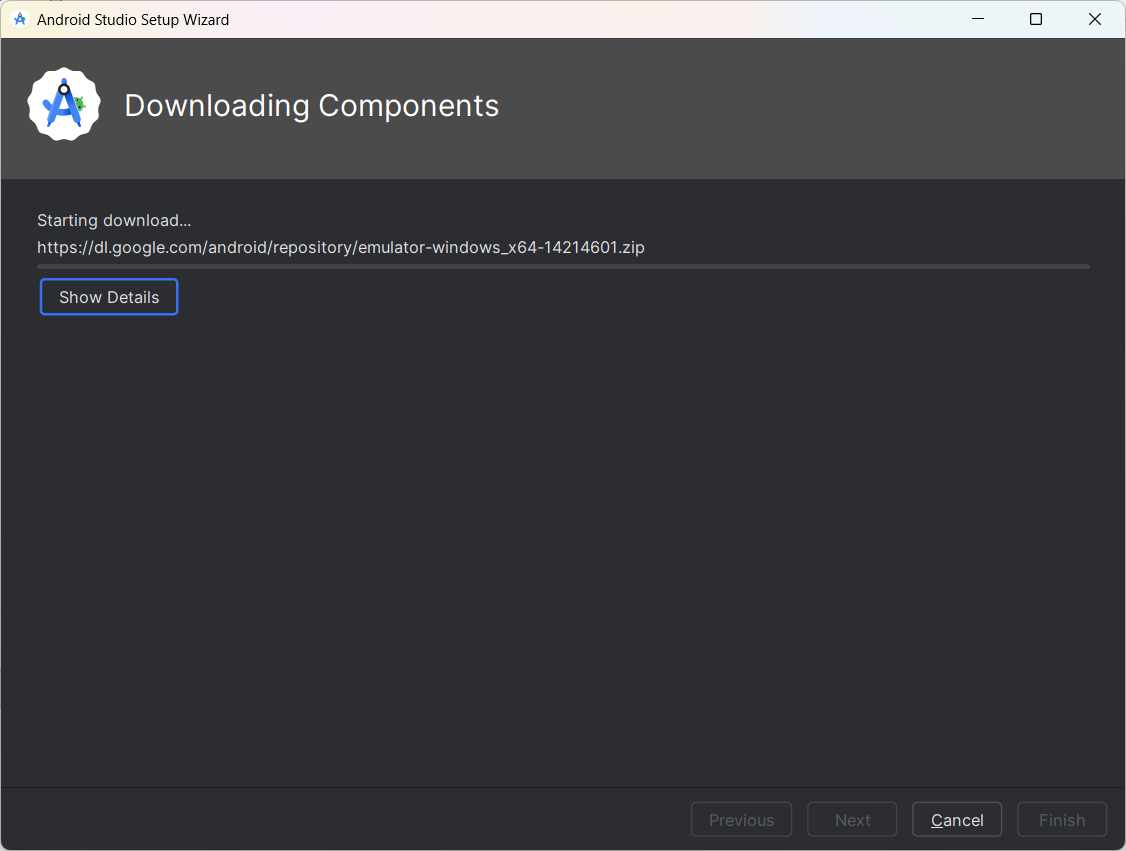 Android Studio Setup Wizard
Downloading Components
Starting download...
https://dl.google.com/android/repository/emulator-windows_x64-14214601.zip
Show Details
Previous Next Cancel Finish